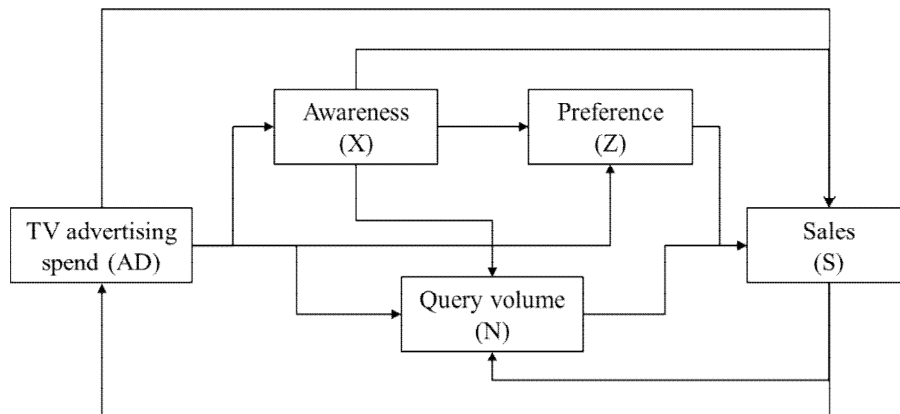 Awareness
(X)
Preference
(Z)
TV advertising
spend (AD)
Sales
(S)
Query volume
(N)